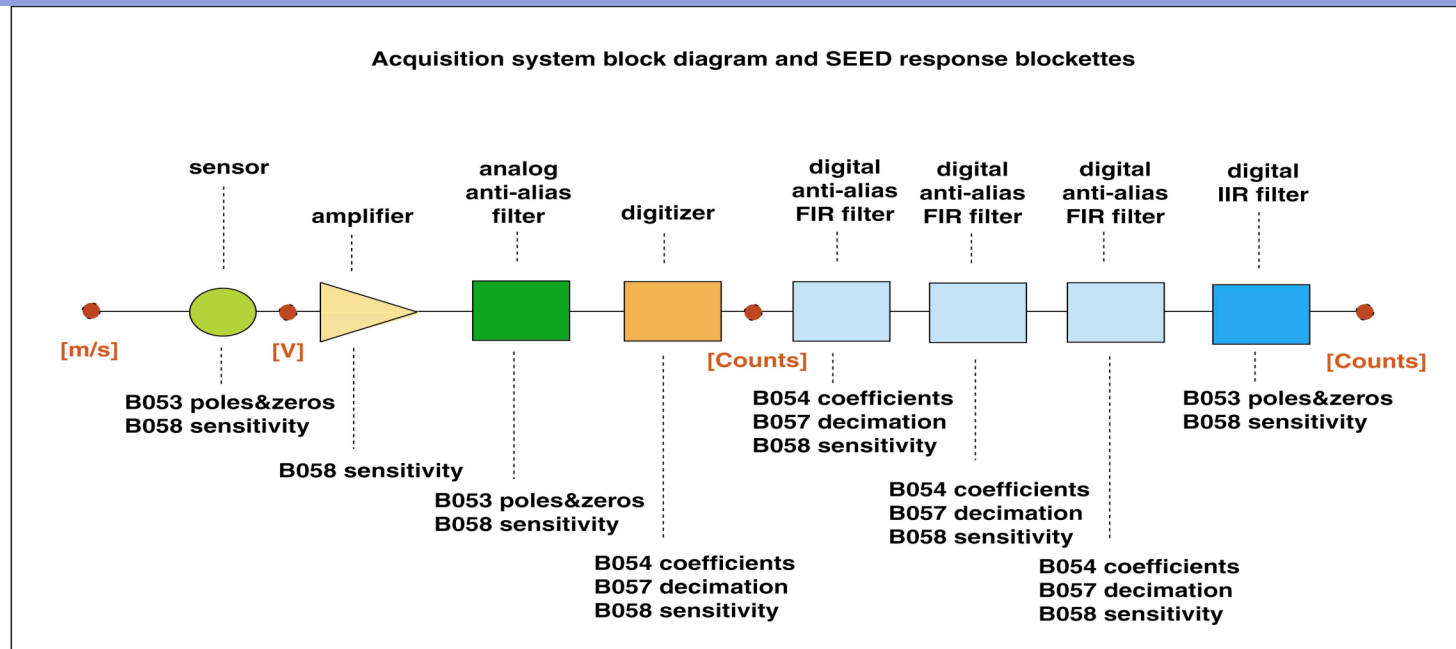 Acquisition system block diagram and SEED response blockettes
sensor
amplifier
analog
anti-alias
filter
digitizer
digital
anti-alias
FIR filter
digital
anti-alias
FIR filter
digital
anti-alias
FIR filter
digital
IIR filter
[m/s]
[V]
[Counts]
[Counts]
B053 poles&zeros
B058 sensitivity
B058 sensitivity
B053 poles&zeros
B058 sensitivity
B054 coefficients
B057 decimation
B058 sensitivity
B054 coefficients
B057 decimation
B058 sensitivity
B054 coefficients
B057 decimation
B058 sensitivity
B054 coefficients
B057 decimation
B058 sensitivity
B053 poles&zeros
B058 sensitivity